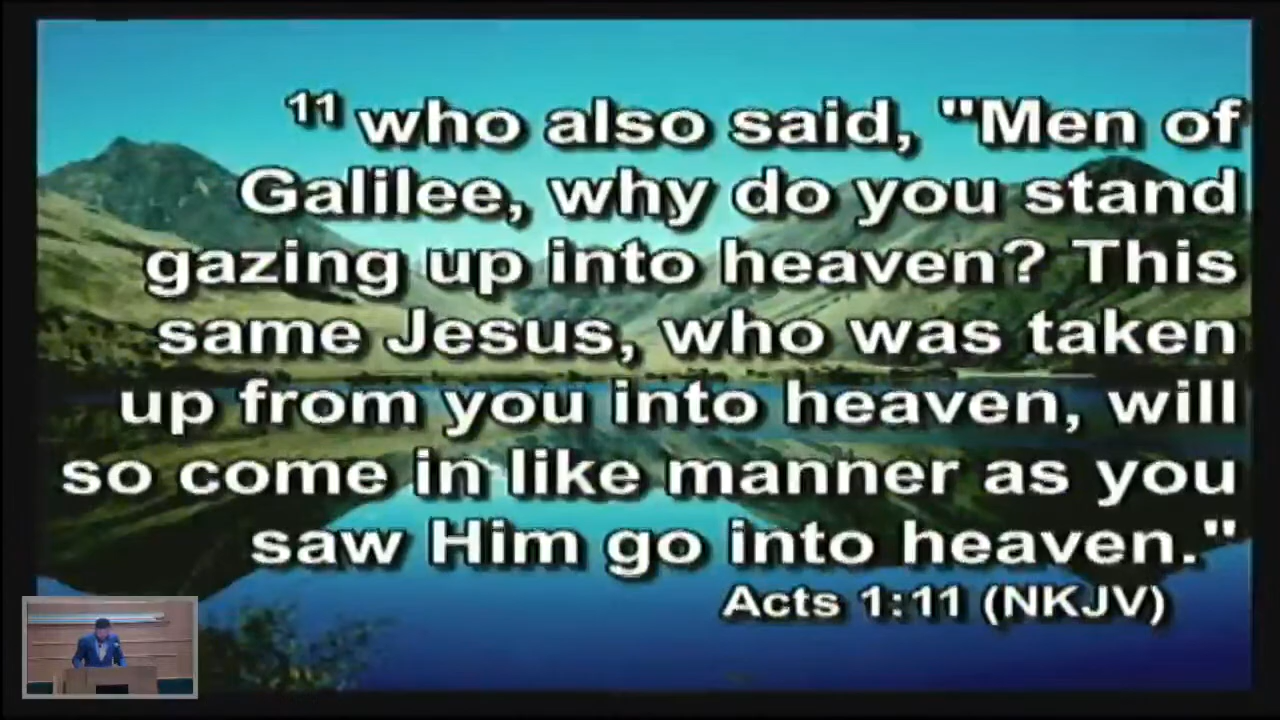 11 who also said, "Men of
Galilee, why do you stand
gazing up into heaven? This
same Jesus, who was taken
up from you into heaven, will
so come in like manner as you
saw Him go into heaven."
Acts 1:11 (NKJV)